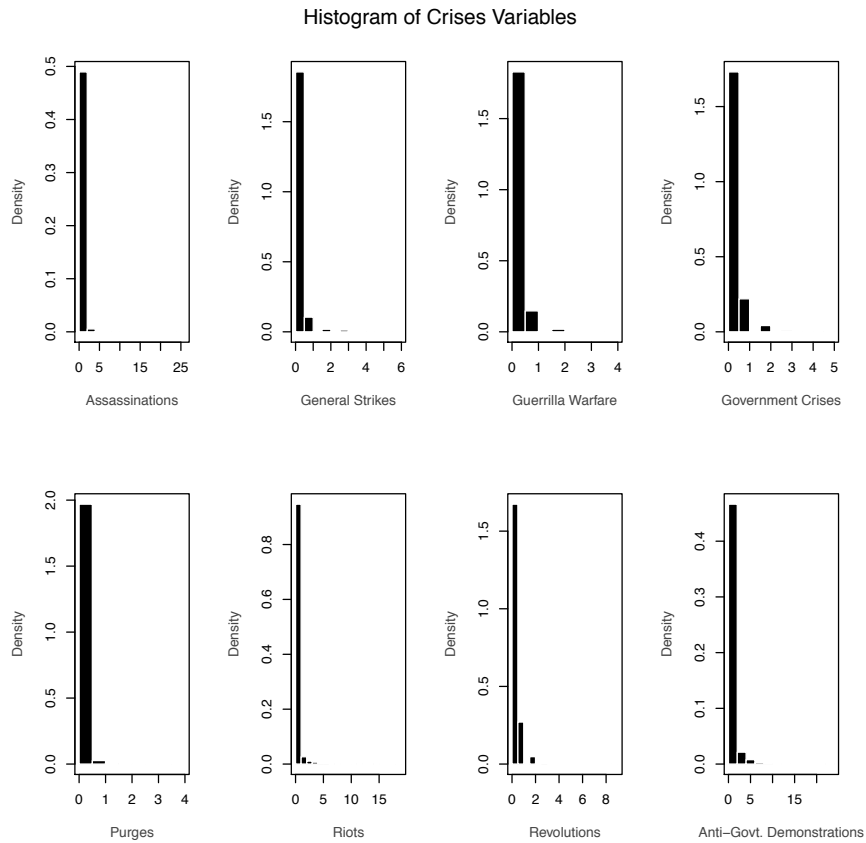 Histogram of Crises Variables
Density
0.0 0.1 0.2 0.3 0.4 0.5
0 5 15 25
Assassinations
Density
0.0 0.5 1.0 1.5
0 1 2 3 4 5 6
General Strikes
Density
0.0 0.5 1.0 1.5
0 1 2 3 4
Guerrilla Warfare
Density
0.0 0.5 1.0 1.5
0 1 2 3 4 5
Government Crises
Density
0.0 0.5 1.0 1.5 2.0
0 1 2 3 4
Purges
Density
0.0 0.2 0.4 0.6 0.8
0 5 10 15
Riots
Density
0.0 0.5 1.0 1.5
0 2 4 6 8
Revolutions
Density
0.0 0.1 0.2 0.3 0.4
0 5 15
Anti−Govt. Demonstrations